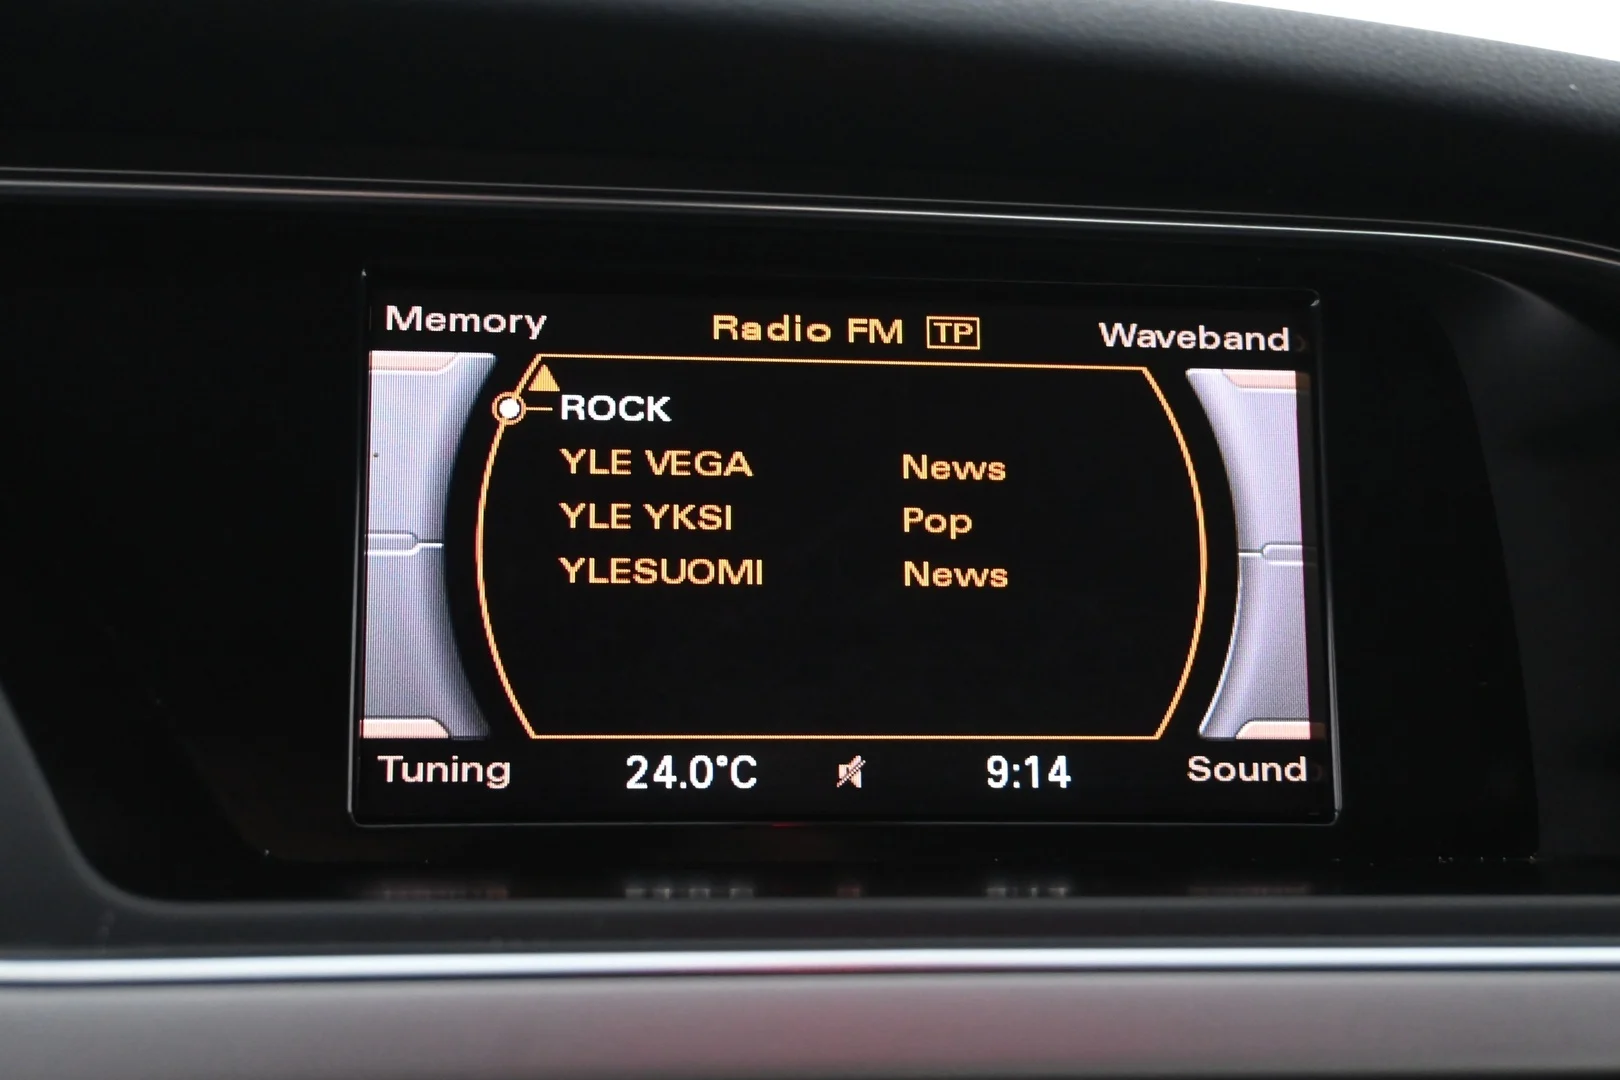 Memory Radio FM TP Waveband
ROCK
YLE VEGA News
YLE YKSI Pop
YLESUOMI News
Tuning 24.0°C 9:14 Sound